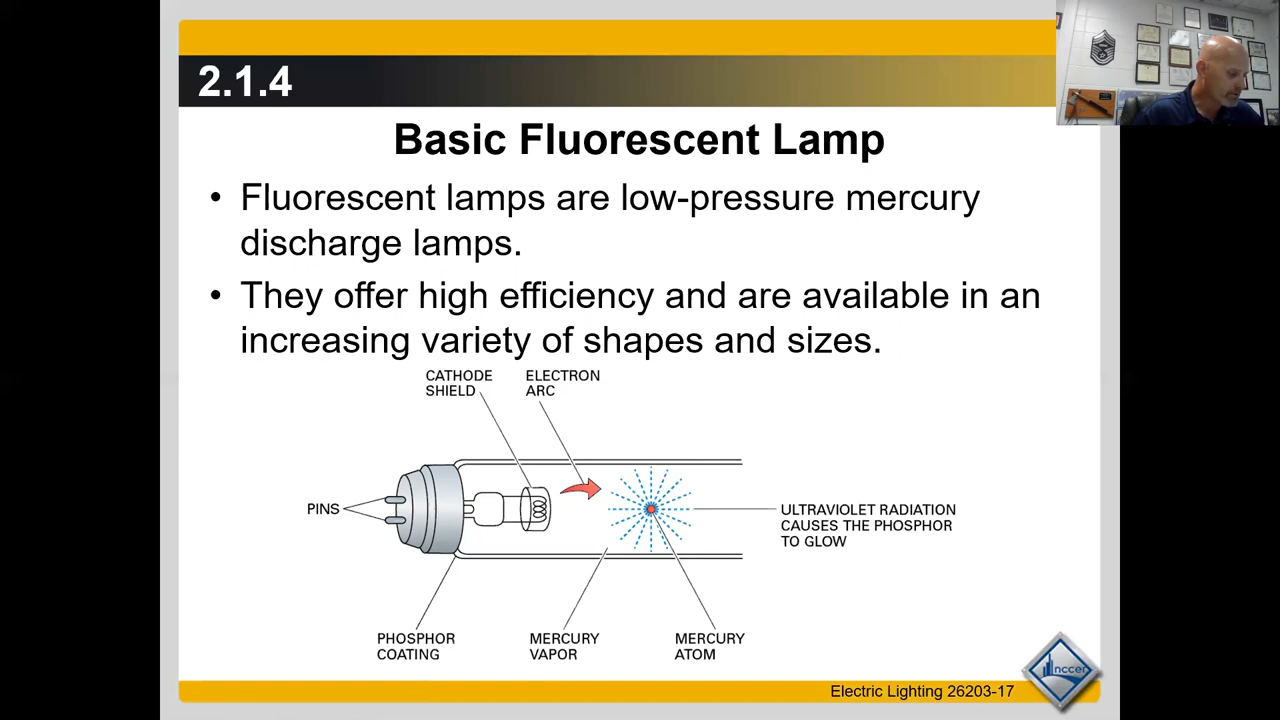 2.1.4
Basic Fluorescent Lamp
• Fluorescent lamps are low-pressure mercury
discharge lamps.
• They offer high efficiency and are available in an
increasing variety of shapes and sizes.
CATHODE
SHIELD
ELECTRON
ARC
PINS
ULTRAVIOLET RADIATION
CAUSES THE PHOSPHOR
TO GLOW
PHOSPHOR
COATING
MERCURY
VAPOR
MERCURY
ATOM
nccer
Electric Lighting 26203-17